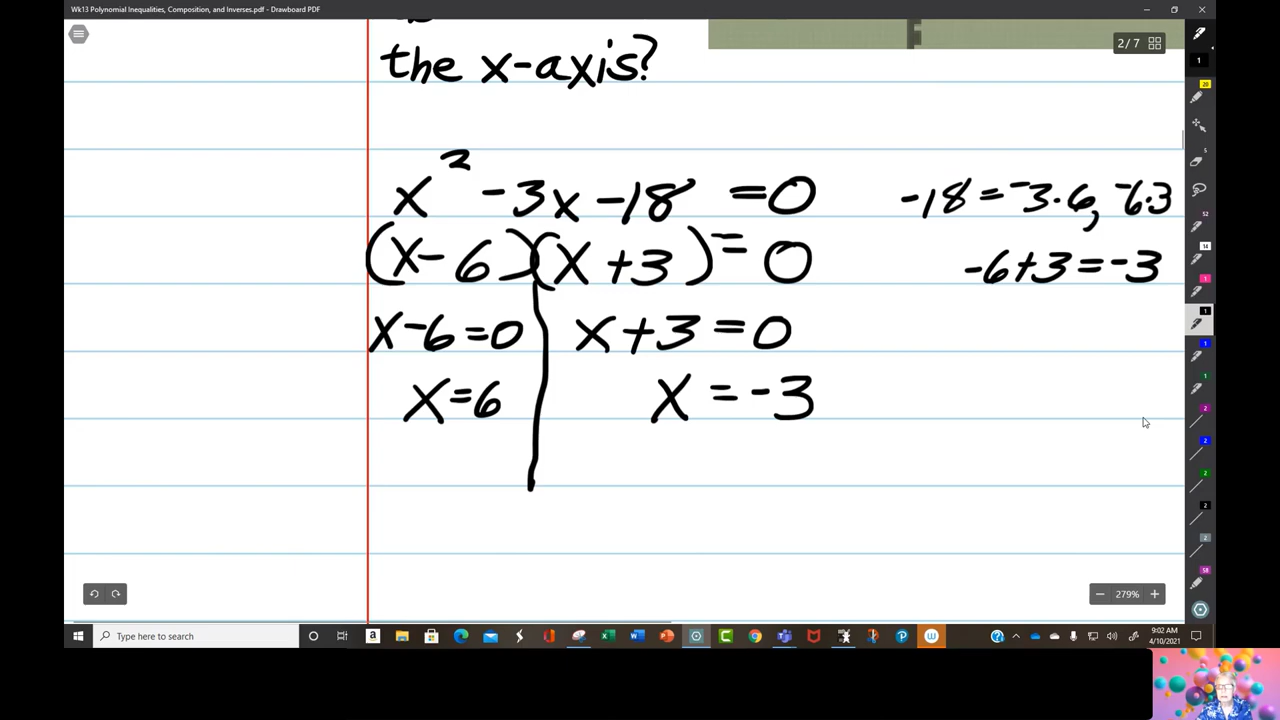 Wk13 Polynomial Inequalities, Composition, and Inverses.pdf - Drawboard PDF
2/7
the x-axis?
x² -3x -18 = 0
-18 = -3·6, -6·3
(x-6)(x+3) = 0
-6+3 = -3
x-6=0
x+3=0
x=6
x = -3
279%
Type here to search
9:02 AM
4/10/2021